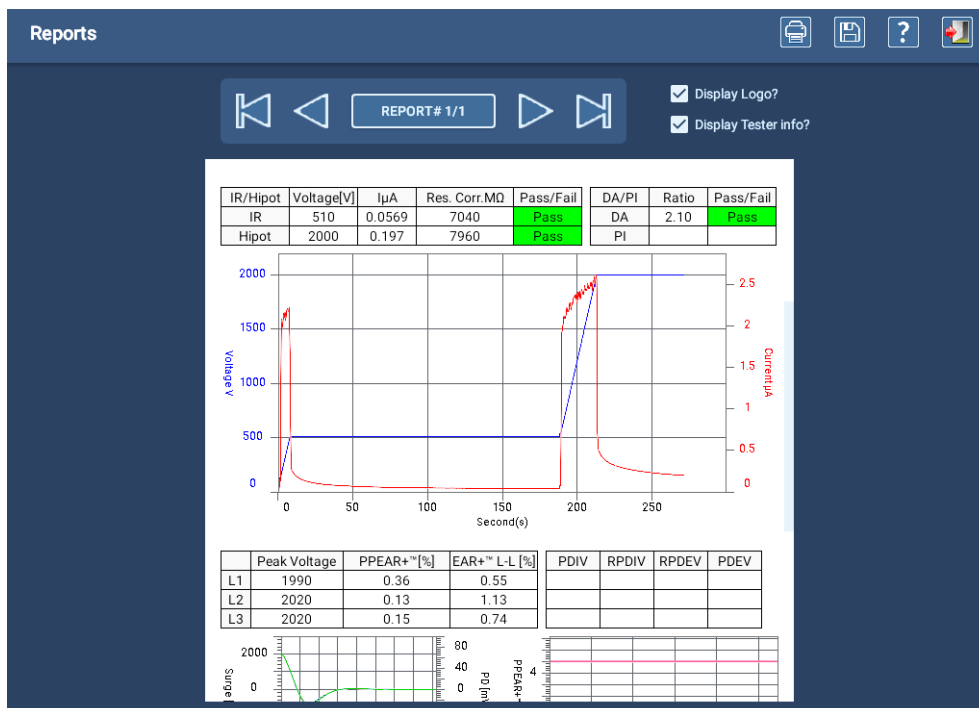 Reports
REPORT# 1/1
Display Logo?
Display Tester info?
IR/Hipot Voltage[V] IµA Res. Corr.MΩ Pass/Fail DA/PI Ratio Pass/Fail
IR 510 0.0569 7040 Pass DA 2.10 Pass
Hipot 2000 0.197 7960 Pass PI
2000
1500
1000
500
0
Voltage V
2.5
2
1.5
1
0.5
0
Current µA
0 50 100 150 200 250
Second(s)
Peak Voltage PPEAR+™[%] EAR+™ L-L [%] PDIV RPDIV RPDEV PDEV
L1 1990 0.36 0.55
L2 2020 0.13 1.13
L3 2020 0.15 0.74
2000
0
Surge
80
40
0
PD [m
PPEAR+
4